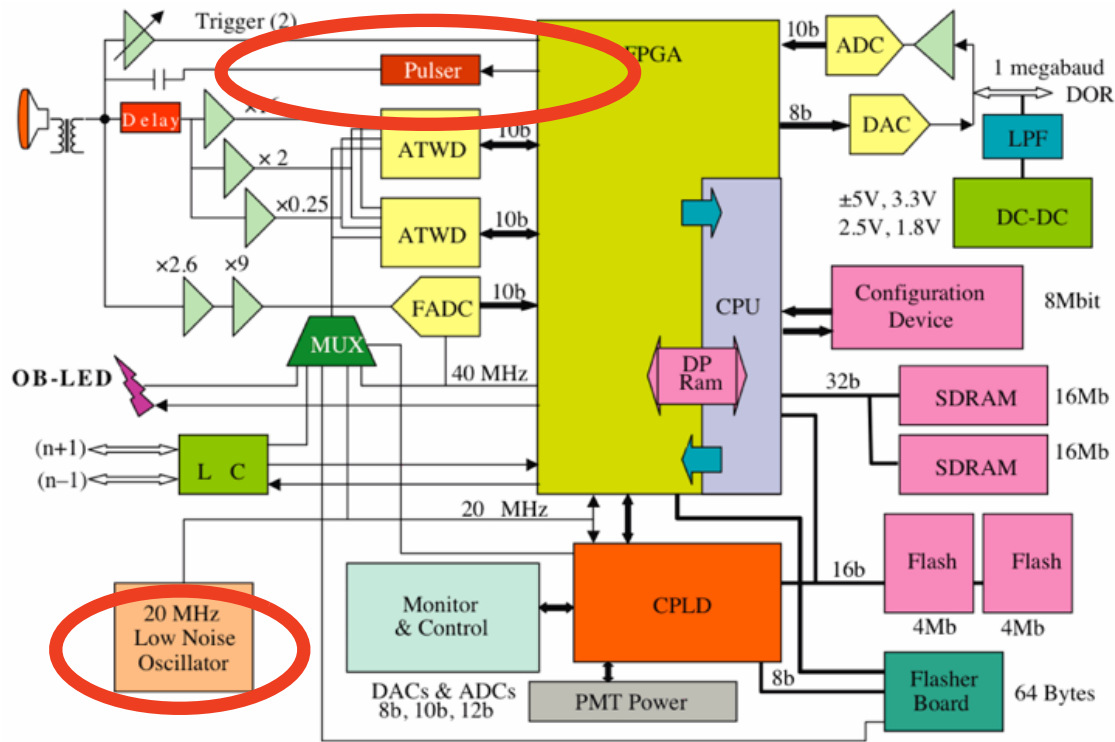 Trigger (2)
Pulser
FPGA
10b
ADC
1 megabaud
DOR
Delay
8b
DAC
LPF
ATWD
10b
×2
×0.25
±5V, 3.3V
2.5V, 1.8V
DC-DC
ATWD
10b
×2.6
×9
FADC
10b
CPU
Configuration
Device
8Mbit
MUX
OB-LED
40 MHz
DP
Ram
32b
SDRAM
16Mb
SDRAM
16Mb
(n+1)
(n−1)
L C
20 MHz
20 MHz
Low Noise
Oscillator
Monitor
& Control
CPLD
16b
Flash
Flash
4Mb
4Mb
DACs & ADCs
8b, 10b, 12b
PMT Power
8b
Flasher
Board
64 Bytes